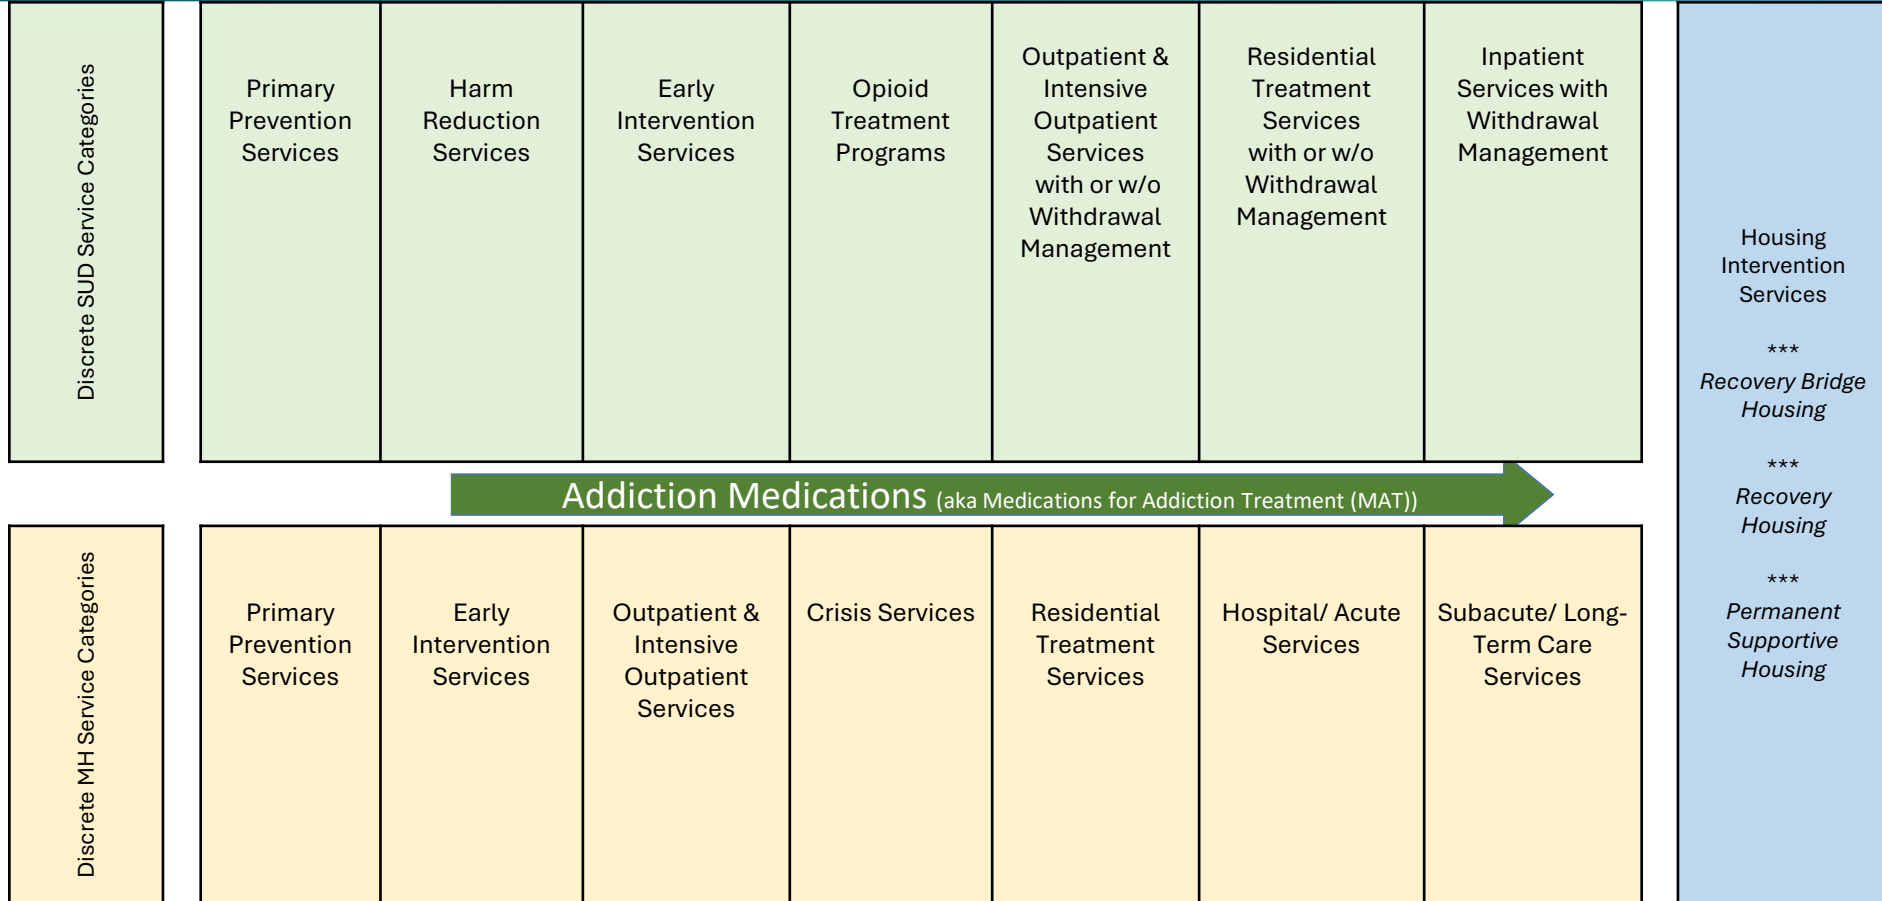 Discrete SUD Service Categories
Primary
Prevention
Services
Harm
Reduction
Services
Early
Intervention
Services
Opioid
Treatment
Programs
Outpatient &
Intensive
Outpatient
Services
with or w/o
Withdrawal
Management
Residential
Treatment
Services
with or w/o
Withdrawal
Management
Inpatient
Services with
Withdrawal
Management
Addiction Medications (aka Medications for Addiction Treatment (MAT))
Discrete MH Service Categories
Primary
Prevention
Services
Early
Intervention
Services
Outpatient &
Intensive
Outpatient
Services
Crisis Services
Residential
Treatment
Services
Hospital/ Acute
Services
Subacute/ Long-
Term Care
Services
Housing
Intervention
Services
***
Recovery Bridge
Housing
***
Recovery
Housing
***
Permanent
Supportive
Housing